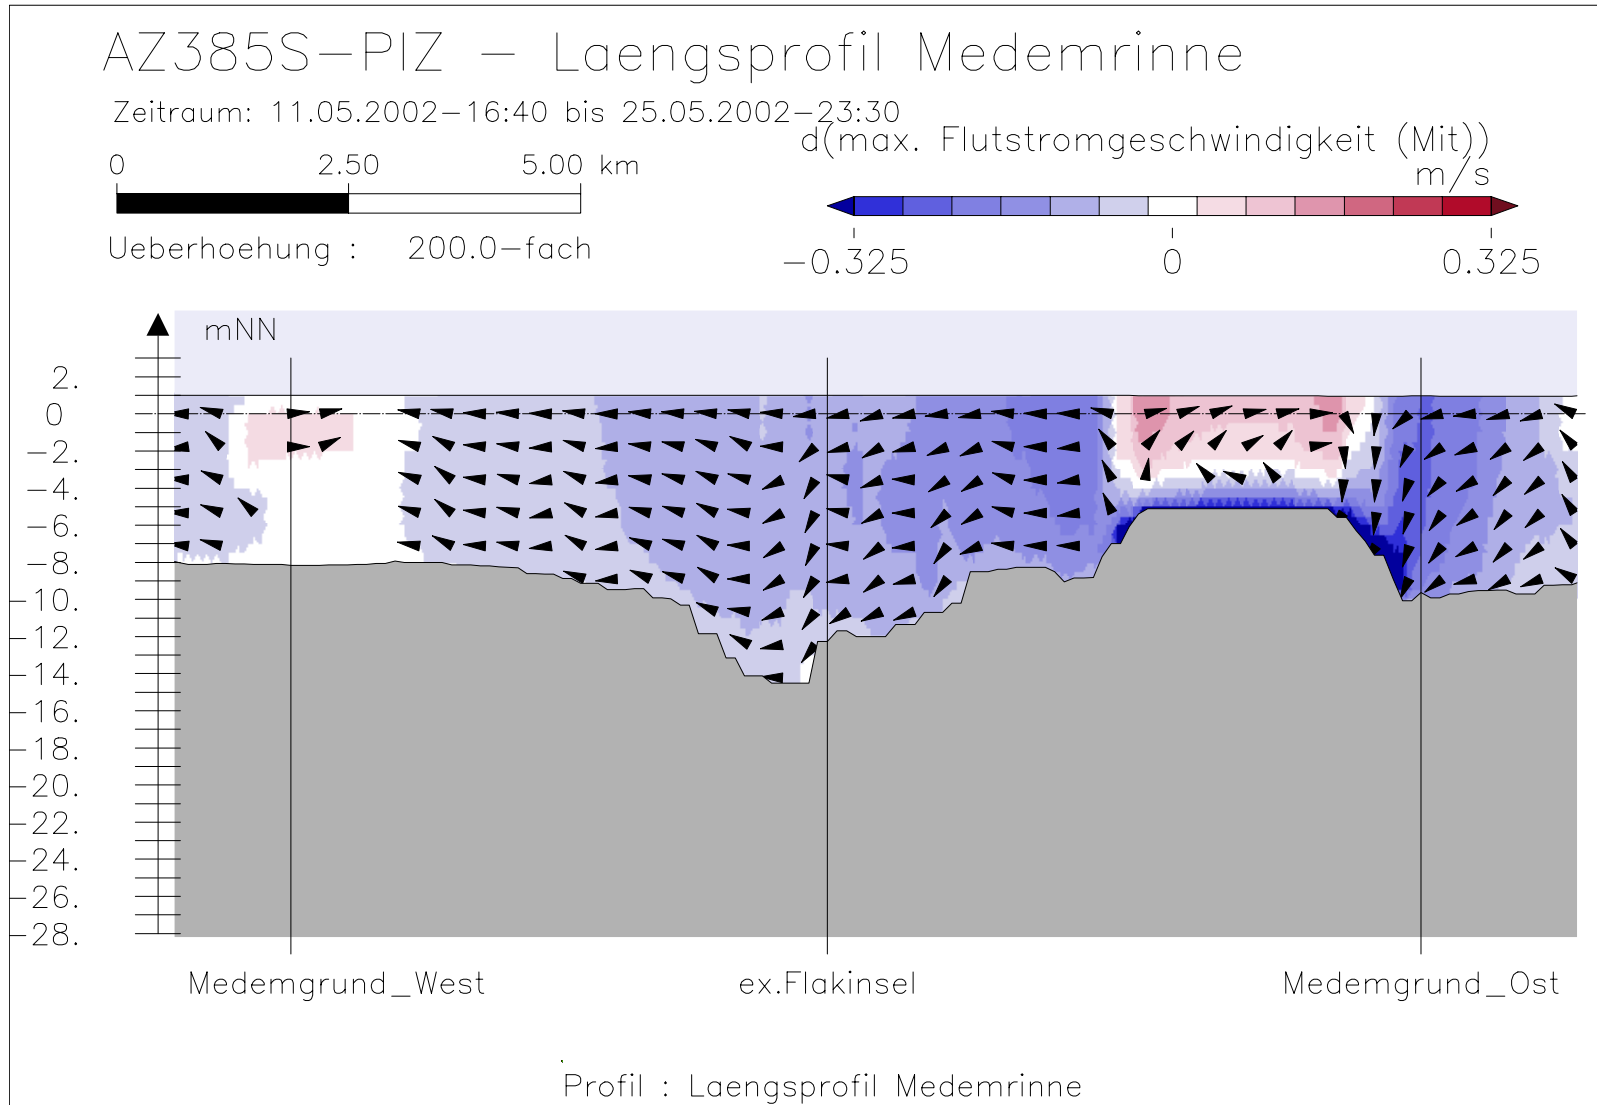 AZ385S-PIZ - Laengsprofil Medemrinne
Zeitraum: 11.05.2002-16:40 bis 25.05.2002-23:30
d(max. Flutstromgeschwindigkeit (Mit))
m/s
0 2.50 5.00 km
Ueberhoehung : 200.0-fach
-0.325 0 0.325
mNN
2.
0
-2.
-4.
-6.
-8.
-10.
-12.
-14.
-16.
-18.
-20.
-22.
-24.
-26.
-28.
Medemgrund_West ex.Flakinsel Medemgrund_Ost
Profil : Laengsprofil Medemrinne